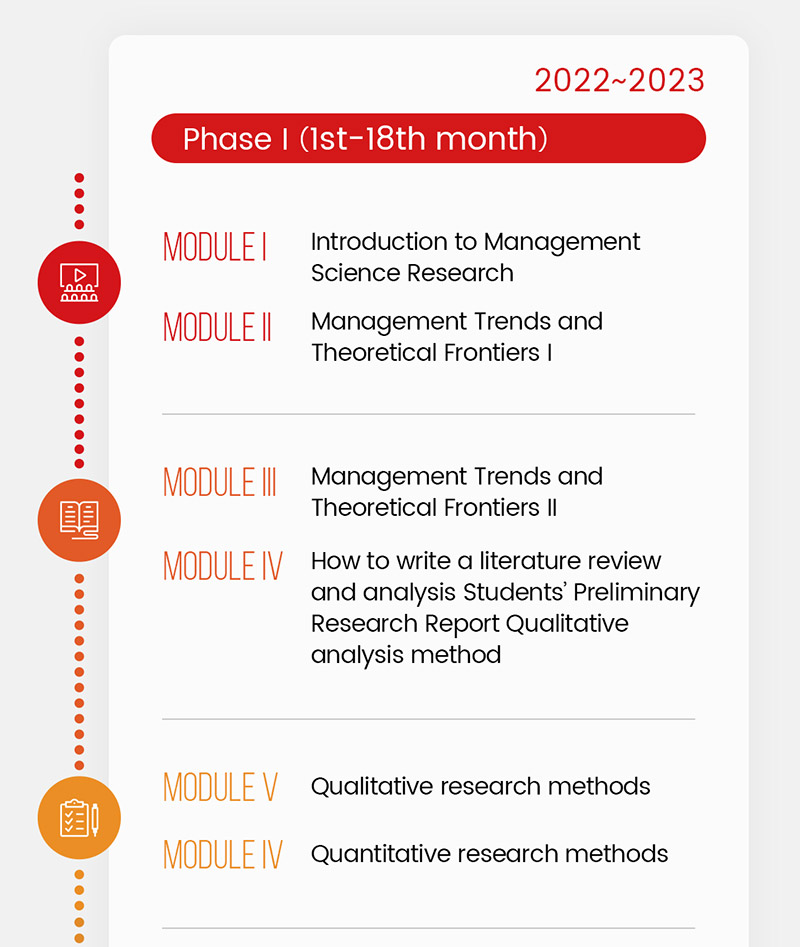 2022~2023
Phase I (1st-18th month)
MODULE I
Introduction to Management
Science Research
MODULE II
Management Trends and
Theoretical Frontiers I
MODULE III
Management Trends and
Theoretical Frontiers II
MODULE IV
How to write a literature review
and analysis Students’ Preliminary
Research Report Qualitative
analysis method
MODULE V
Qualitative research methods
MODULE IV
Quantitative research methods